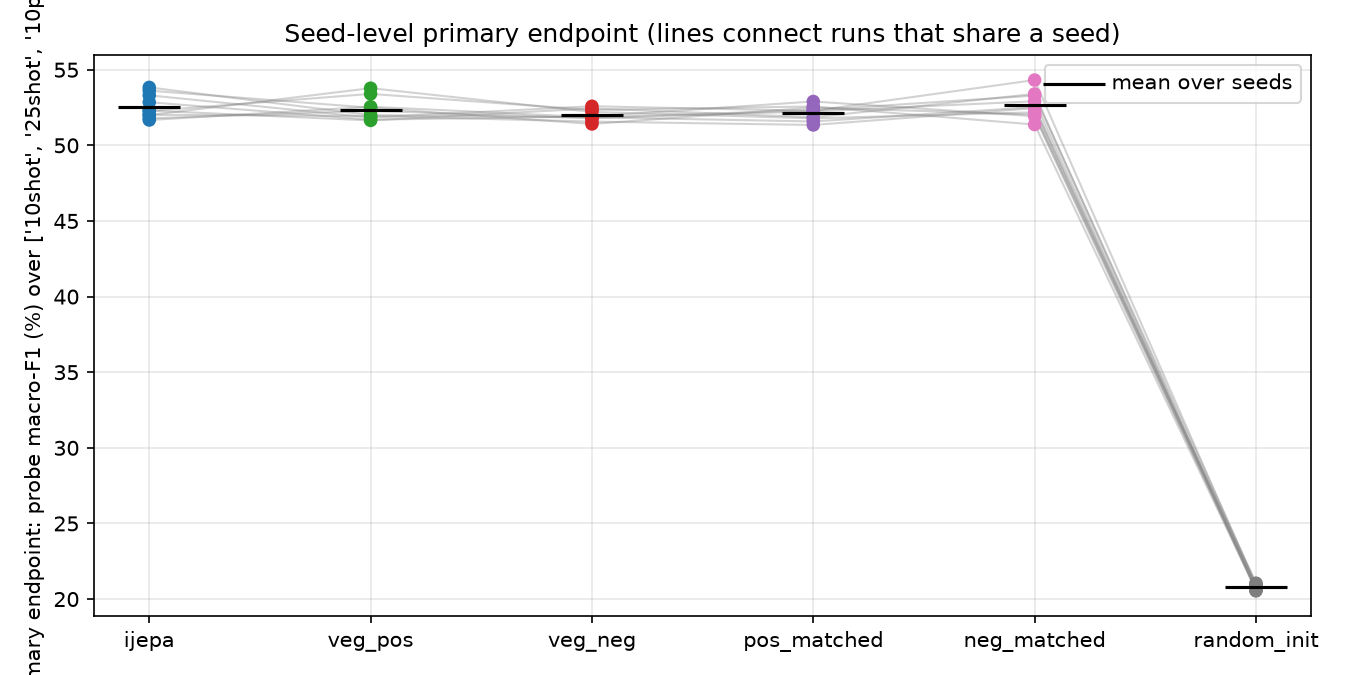 Seed-level primary endpoint (lines connect runs that share a seed)
mary endpoint: probe macro-F1 (%) over ['10shot', '25shot', '10p
55
50
45
40
35
30
25
20
mean over seeds
ijepa
veg_pos
veg_neg
pos_matched
neg_matched
random_init